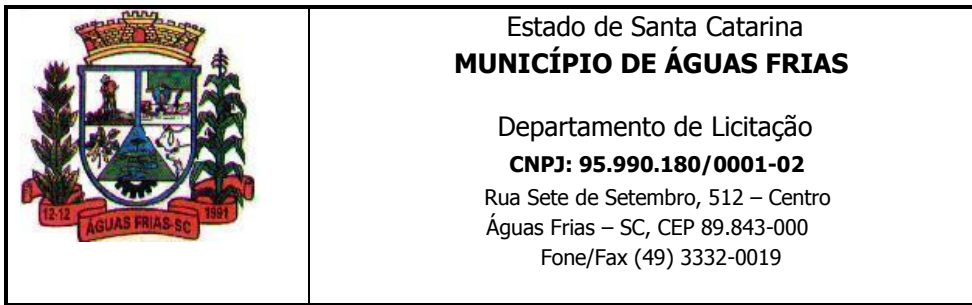 Estado de Santa Catarina
MUNICÍPIO DE ÁGUAS FRIAS
Departamento de Licitação
CNPJ: 95.990.180/0001-02
Rua Sete de Setembro, 512 – Centro
Águas Frias – SC, CEP 89.843-000
Fone/Fax (49) 3332-0019
12-12
ÁGUAS FRIAS-SC
1991